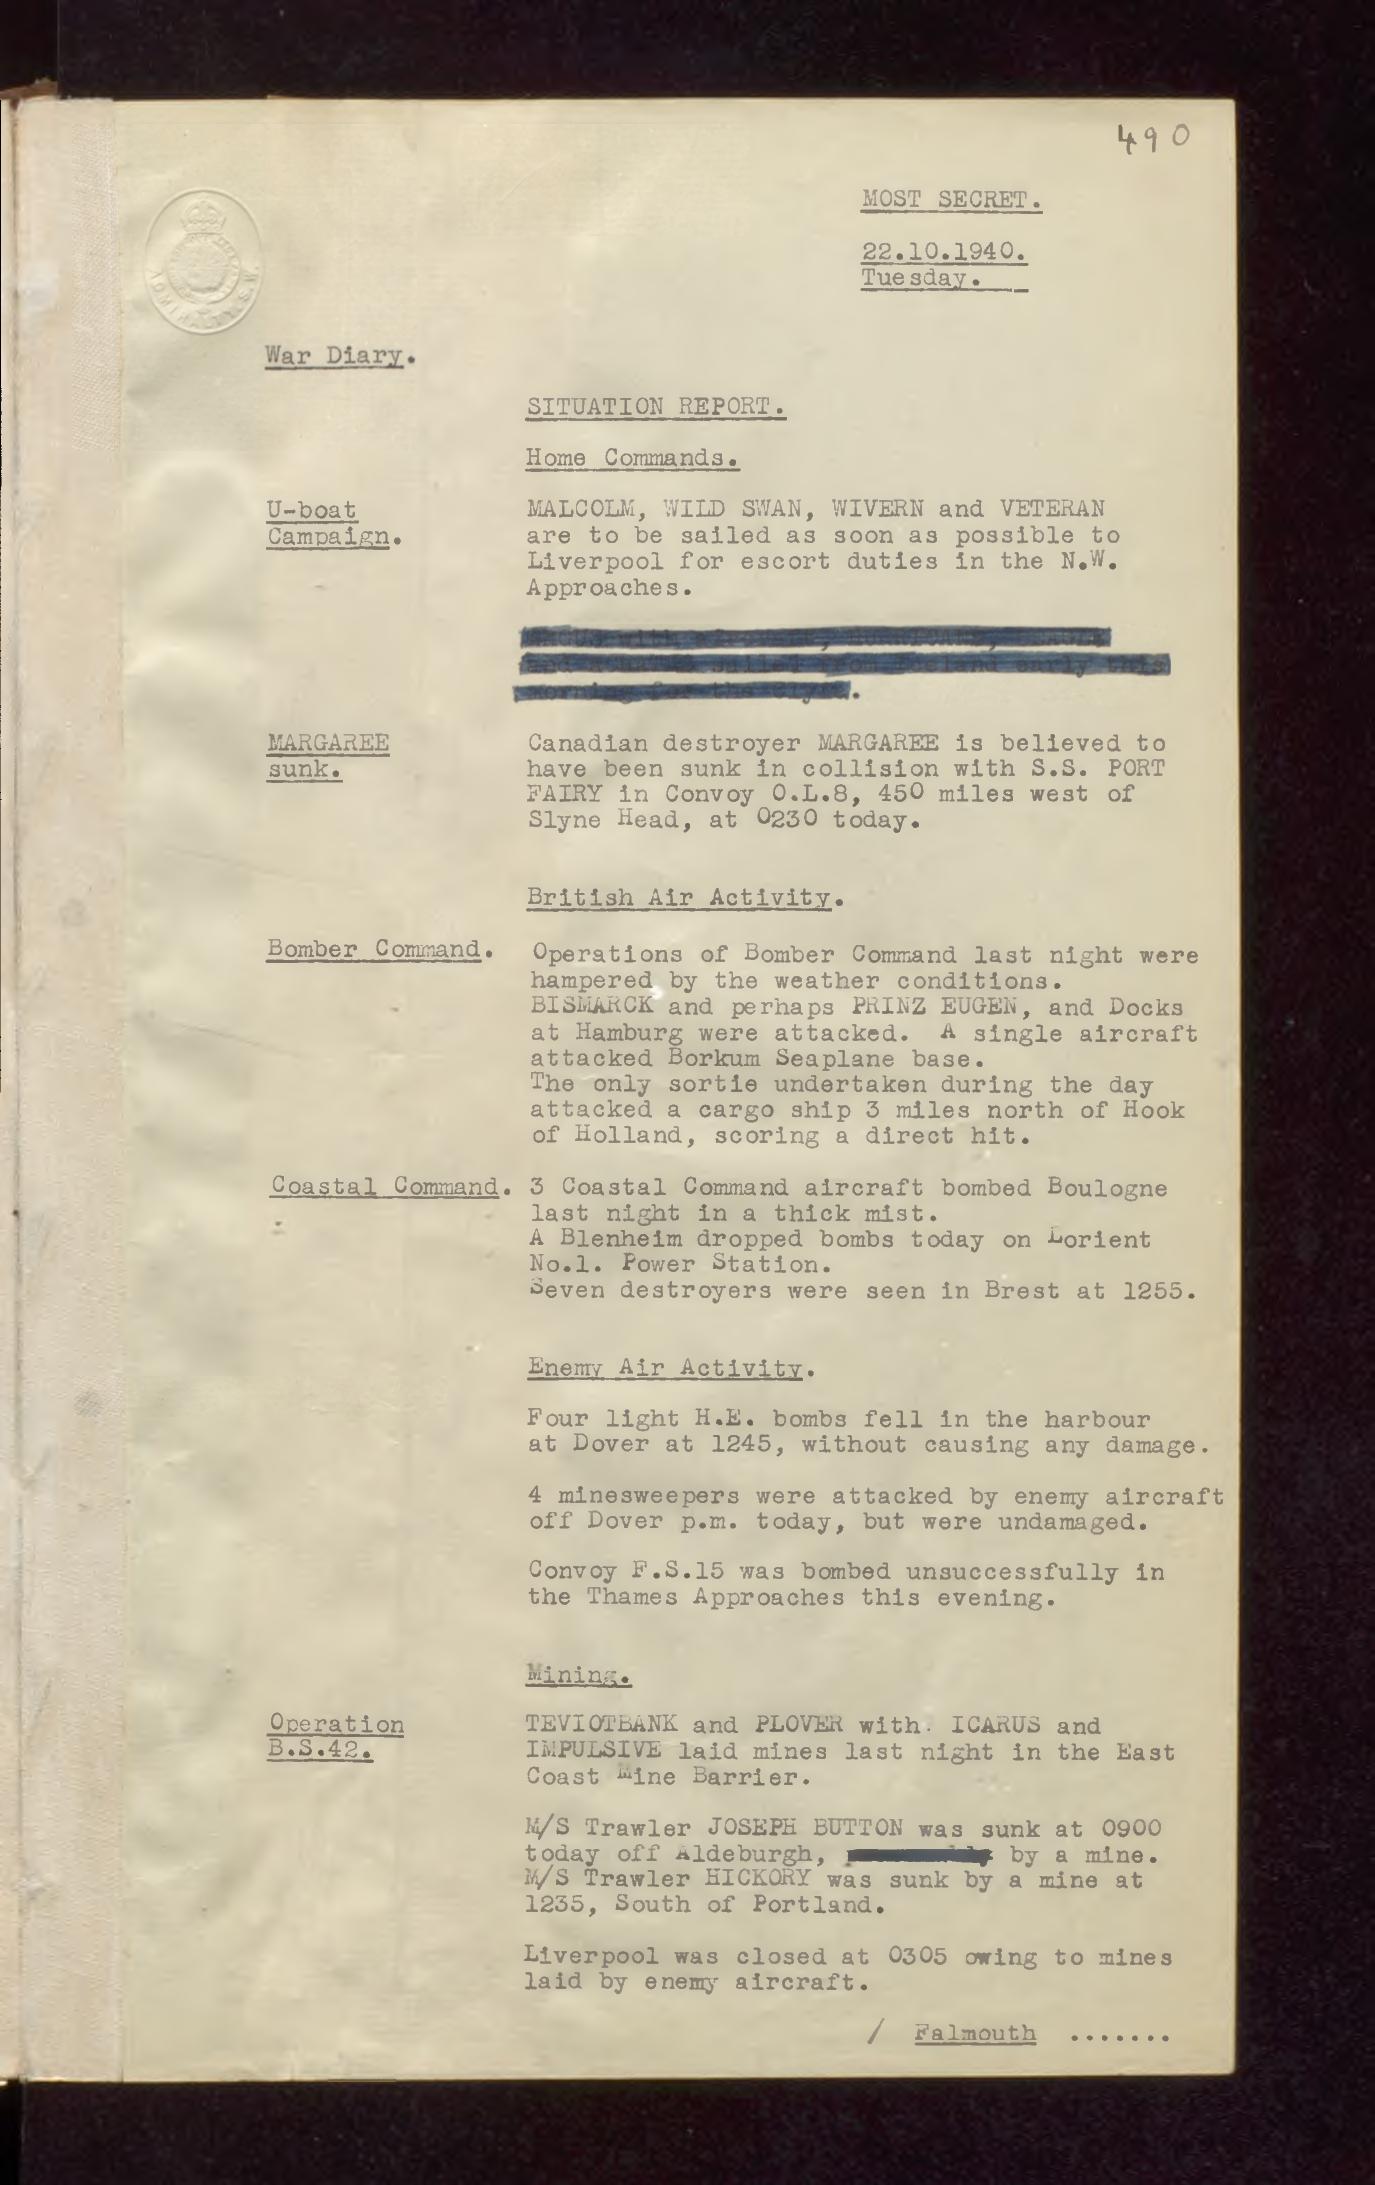 490
MOST SECRET.
22.10.1940.
Tuesday.
ADMIRALTY S.W.
War Diary.
SITUATION REPORT.
Home Commands.
U-boat
Campaign.
MALCOLM, WILD SWAN, WIVERN and VETERAN
are to be sailed as soon as possible to
Liverpool for escort duties in the N.W.
Approaches.
and sailed from Iceland early this
morning for the Clyde.
MARGAREE
sunk.
Canadian destroyer MARGAREE is believed to
have been sunk in collision with S.S. PORT
FAIRY in Convoy O.L.8, 450 miles west of
Slyne Head, at 0230 today.
British Air Activity.
Bomber Command.
Operations of Bomber Command last night were
hampered by the weather conditions.
BISMARCK and perhaps PRINZ EUGEN, and Docks
at Hamburg were attacked. A single aircraft
attacked Borkum Seaplane base.
The only sortie undertaken during the day
attacked a cargo ship 3 miles north of Hook
of Holland, scoring a direct hit.
Coastal Command.
3 Coastal Command aircraft bombed Boulogne
last night in a thick mist.
A Blenheim dropped bombs today on Lorient
No.1. Power Station.
Seven destroyers were seen in Brest at 1255.
Enemy Air Activity.
Four light H.E. bombs fell in the harbour
at Dover at 1245, without causing any damage.
4 minesweepers were attacked by enemy aircraft
off Dover p.m. today, but were undamaged.
Convoy F.S.15 was bombed unsuccessfully in
the Thames Approaches this evening.
Mining.
Operation
B.S.42.
TEVIOTBANK and PLOVER with. ICARUS and
IMPULSIVE laid mines last night in the East
Coast Mine Barrier.
M/S Trawler JOSEPH BUTTON was sunk at 0900
today off Aldeburgh, by a mine.
M/S Trawler HICKORY was sunk by a mine at
1235, South of Portland.
Liverpool was closed at 0305 owing to mines
laid by enemy aircraft.
/ Falmouth .......